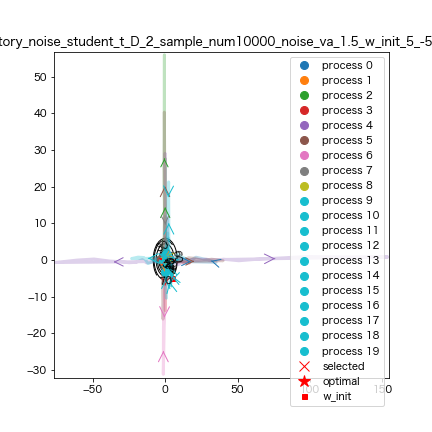 tory_noise_student_t_D_2_sample_num10000_noise_va_1.5_w_init_5_-5
process 0
process 1
process 2
process 3
process 4
process 5
process 6
process 7
process 8
process 9
process 10
process 11
process 12
process 13
process 14
process 15
process 16
process 17
process 18
process 19
selected
optimal
w_init
50
40
30
20
10
0
−10
−20
−30
−50
0
50
100
150